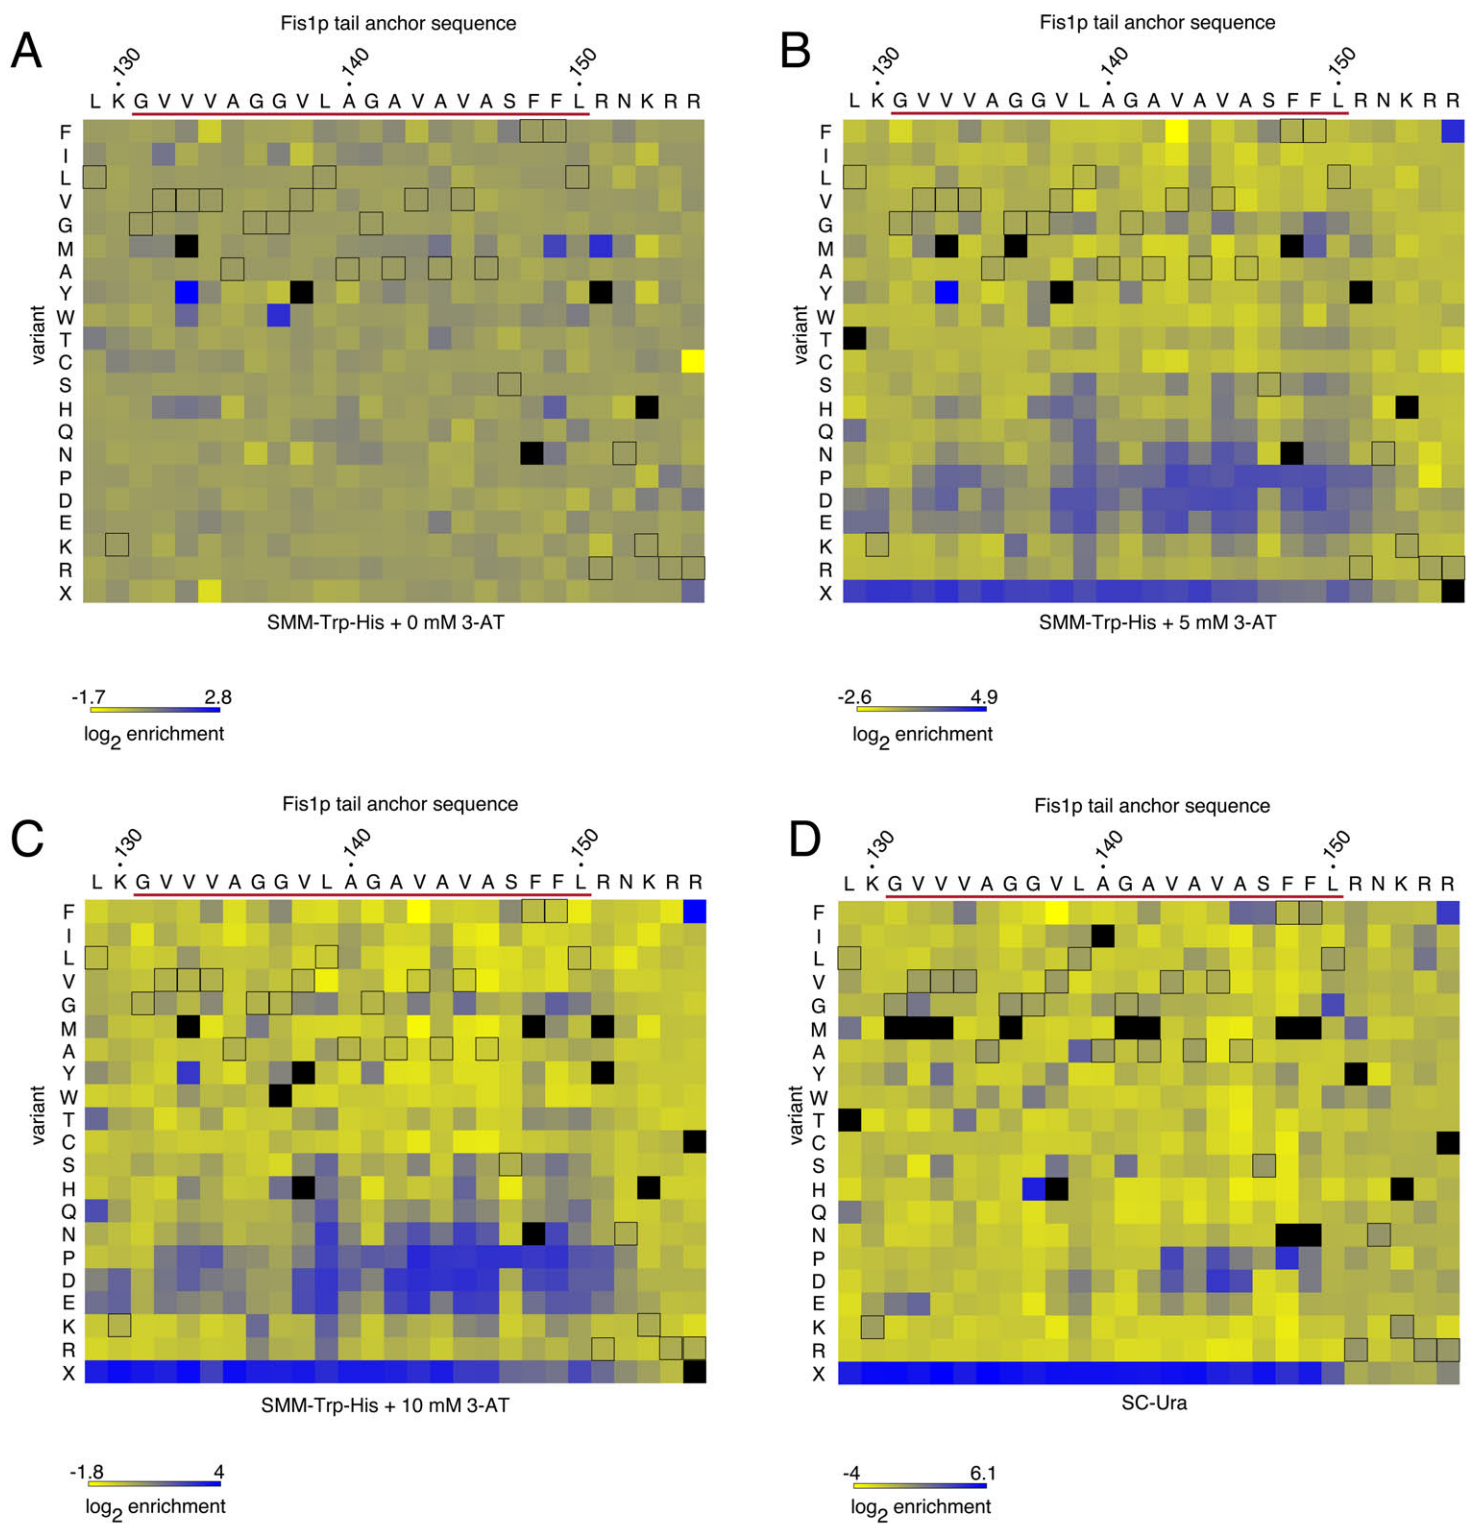 A
Fis1p tail anchor sequence
130
140
150
L K G V V V A G G V L A G A V A V A S F F L R N K R R
variant
F
I
L
V
G
M
A
Y
W
T
C
S
H
Q
N
P
D
E
K
R
X
SMM-Trp-His + 0 mM 3-AT
-1.7 2.8
log2 enrichment
B
Fis1p tail anchor sequence
130
140
150
L K G V V V A G G V L A G A V A V A S F F L R N K R R
variant
F
I
L
V
G
M
A
Y
W
T
C
S
H
Q
N
P
D
E
K
R
X
SMM-Trp-His + 5 mM 3-AT
-2.6 4.9
log2 enrichment
C
Fis1p tail anchor sequence
130
140
150
L K G V V V A G G V L A G A V A V A S F F L R N K R R
variant
F
I
L
V
G
M
A
Y
W
T
C
S
H
Q
N
P
D
E
K
R
X
SMM-Trp-His + 10 mM 3-AT
-1.8 4
log2 enrichment
D
Fis1p tail anchor sequence
130
140
150
L K G V V V A G G V L A G A V A V A S F F L R N K R R
variant
F
I
L
V
G
M
A
Y
W
T
C
S
H
Q
N
P
D
E
K
R
X
SC-Ura
-4 6.1
log2 enrichment